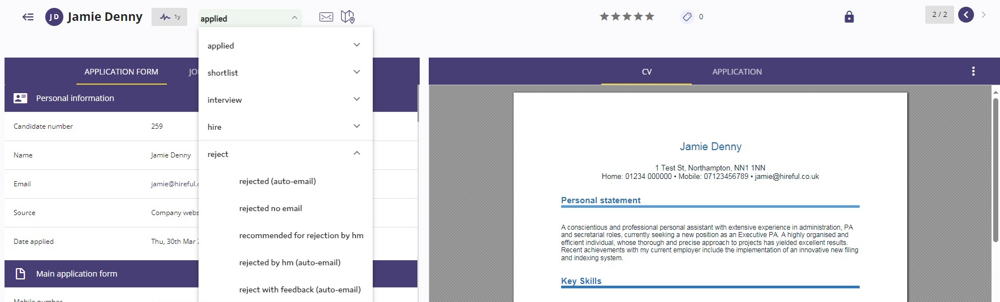 JD Jamie Denny 1y applied 0 2 / 2
applied
shortlist
interview
hire
reject
rejected (auto-email)
rejected no email
recommended for rejection by hm
rejected by hm (auto-email)
reject with feedback (auto-email)
APPLICATION FORM
Personal information
Candidate number 259
Name Jamie Denny
Email jamie@hireful.
Source Company webs
Date applied Thu, 30th Mar
Main application form
Mobile number
CV APPLICATION
Jamie Denny
1 Test St, Northampton, NN1 1NN
Home: 01234 000000 • Mobile: 07123456789 • jamie@hireful.co.uk
Personal statement
A conscientious and professional personal assistant with extensive experience in administration, PA
and secretarial roles, currently seeking a new position as an Executive PA. A highly organised and
efficient individual, whose thorough and precise approach to projects has yielded excellent results.
Recent achievements with my current employer include the implementation of an innovative new filing
and indexing system.
Key Skills